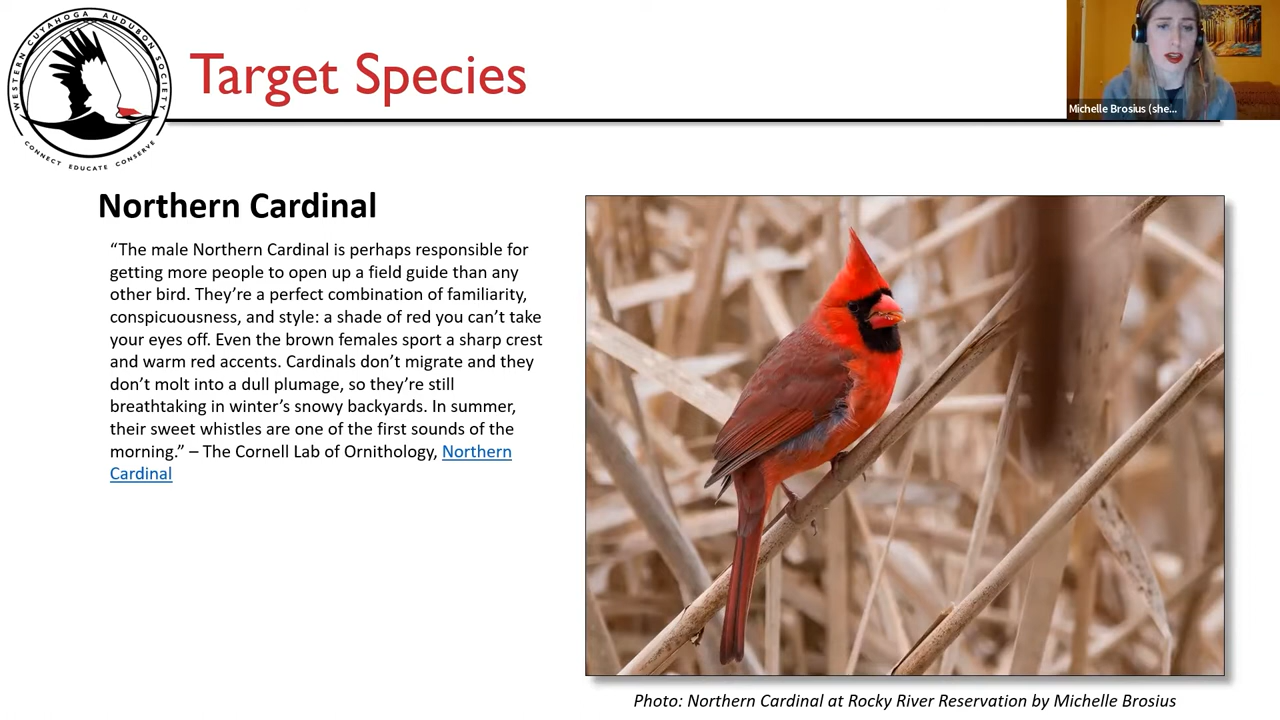 WESTERN CUYAHOGA AUDUBON SOCIETY
CONNECT EDUCATE CONSERVE
Target Species
Michelle Brosius (she...
Northern Cardinal
“The male Northern Cardinal is perhaps responsible for
getting more people to open up a field guide than any
other bird. They’re a perfect combination of familiarity,
conspicuousness, and style: a shade of red you can’t take
your eyes off. Even the brown females sport a sharp crest
and warm red accents. Cardinals don’t migrate and they
don’t molt into a dull plumage, so they’re still
breathtaking in winter’s snowy backyards. In summer,
their sweet whistles are one of the first sounds of the
morning.” – The Cornell Lab of Ornithology, Northern
Cardinal
Photo: Northern Cardinal at Rocky River Reservation by Michelle Brosius